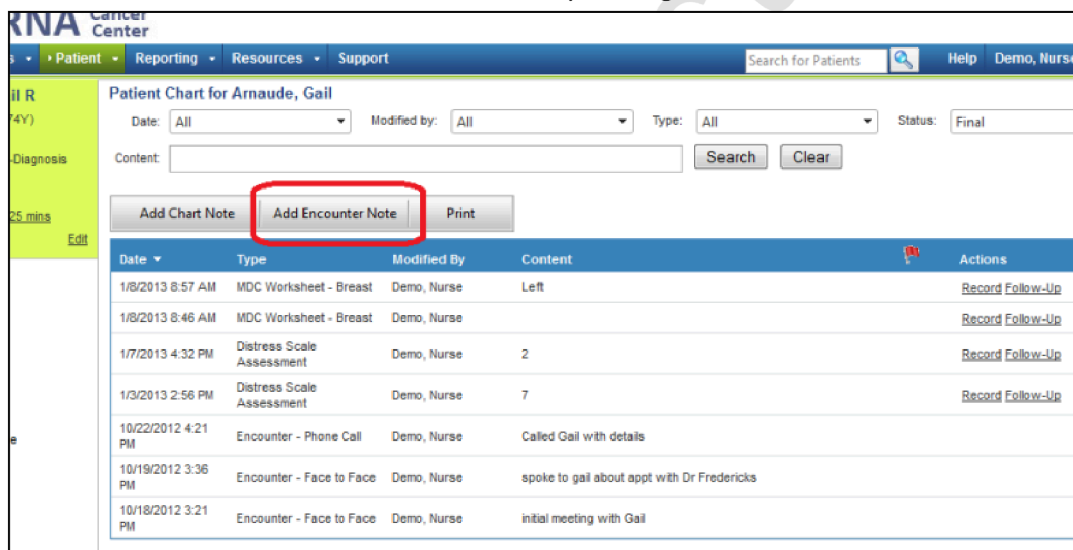 Cancer
RNA Center
Patient Reporting Resources Support Search for Patients Help Demo, Nurse
il R
74Y)
-Diagnosis
25 mins
Edit
e
Patient Chart for Arnaude, Gail
Date: All Modified by: All Type: All Status: Final
Content: Search Clear
Add Chart Note Add Encounter Note Print
Date Type Modified By Content Actions
1/8/2013 8:57 AM MDC Worksheet - Breast Demo, Nurse Left Record Follow-Up
1/8/2013 8:46 AM MDC Worksheet - Breast Demo, Nurse Record Follow-Up
1/7/2013 4:32 PM Distress Scale Assessment Demo, Nurse 2 Record Follow-Up
1/3/2013 2:56 PM Distress Scale Assessment Demo, Nurse 7 Record Follow-Up
10/22/2012 4:21 PM Encounter - Phone Call Demo, Nurse Called Gail with details
10/19/2012 3:36 PM Encounter - Face to Face Demo, Nurse spoke to gail about appt with Dr Fredericks
10/18/2012 3:21 PM Encounter - Face to Face Demo, Nurse initial meeting with Gail